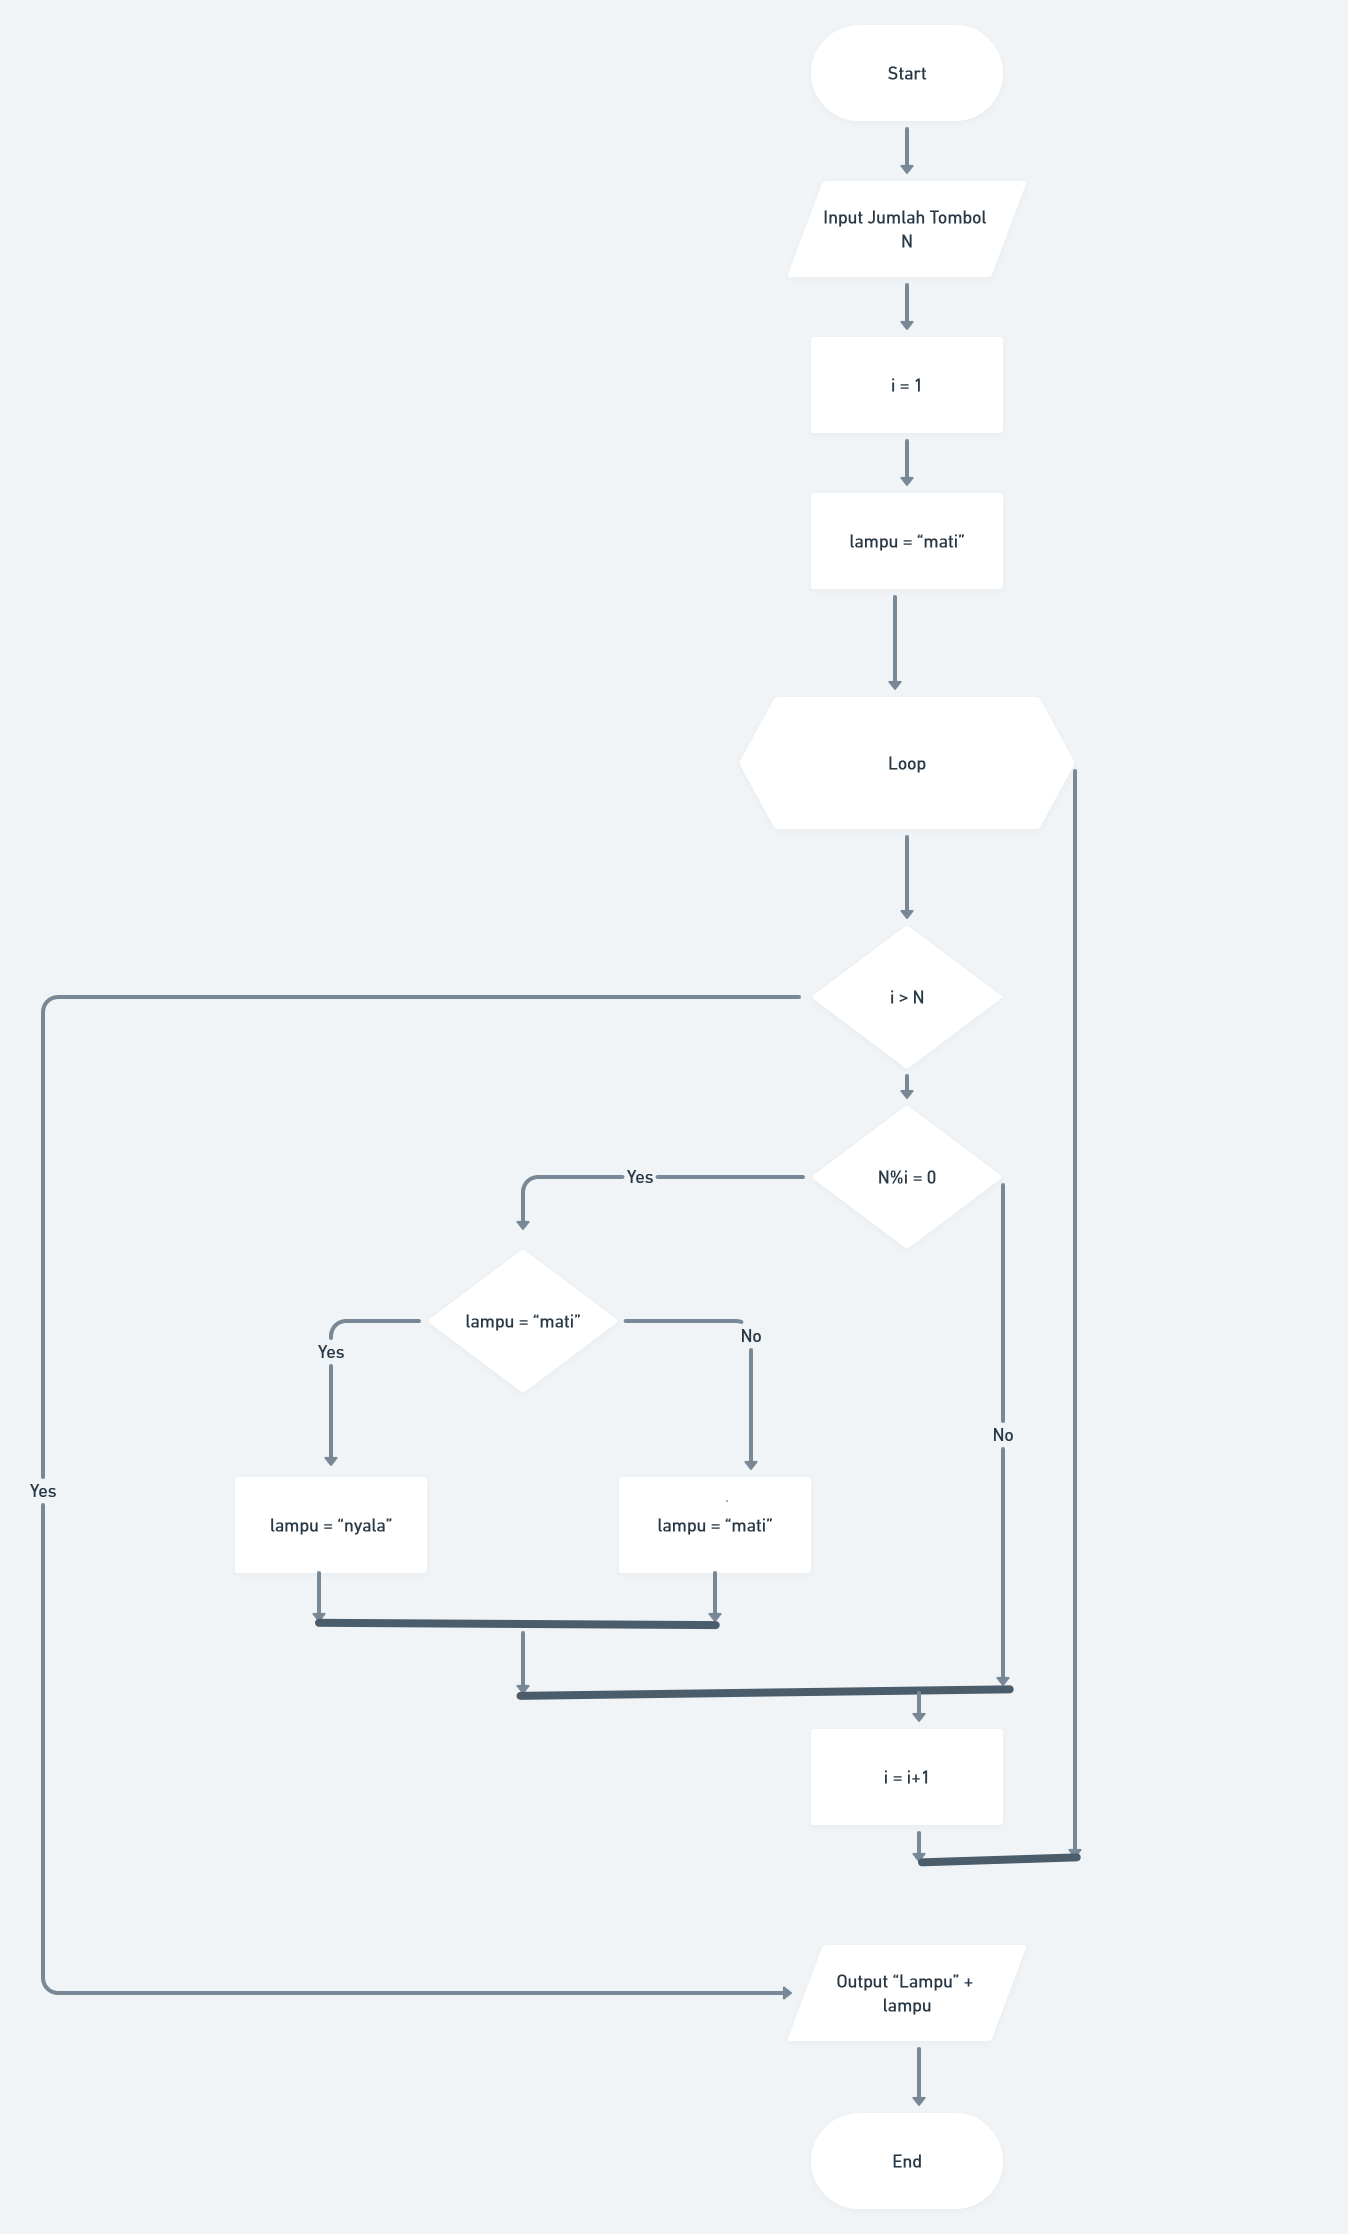 Start
Input Jumlah Tombol
N
i = 1
lampu = “mati”
Loop
i > N
N%i = 0
Yes
lampu = “mati”
No
Yes
No
Yes
lampu = “nyala”
lampu = “mati”
i = i+1
Output “Lampu” +
lampu
End